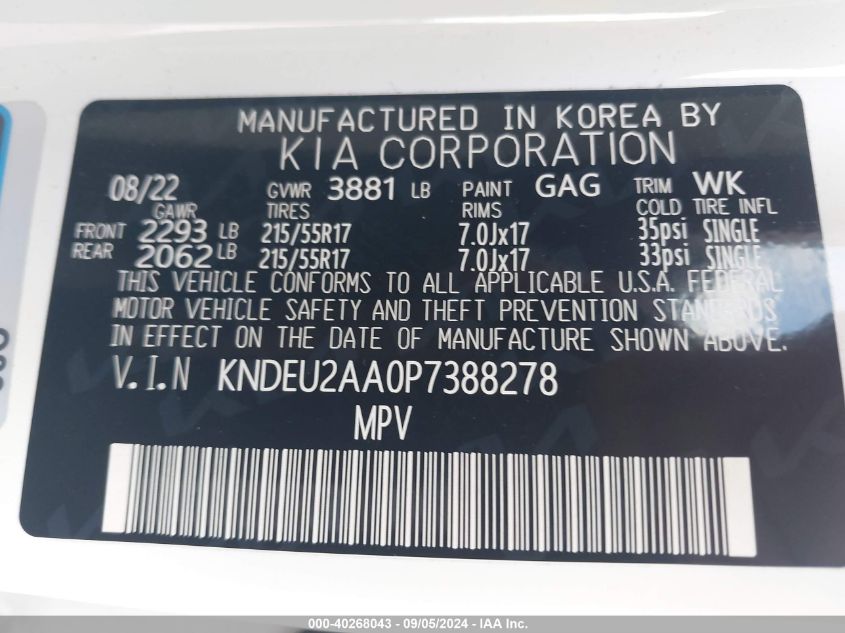 MANUFACTURED IN KOREA BY
KIA CORPORATION
08/22 GVWR 3881 LB PAINT GAG TRIM WK
GAWR TIRES RIMS COLD TIRE INFL
FRONT 2293 LB 215/55R17 7.0Jx17 35psi SINGLE
REAR 2062 LB 215/55R17 7.0Jx17 33psi SINGLE
THIS VEHICLE CONFORMS TO ALL APPLICABLE U.S.A. FEDERAL
MOTOR VEHICLE SAFETY AND THEFT PREVENTION STANDARDS
IN EFFECT ON THE DATE OF MANUFACTURE SHOWN ABOVE.
V.I.N KNDEU2AA0P7388278
MPV
000-40268043 - 09/05/2024 - IAA Inc.